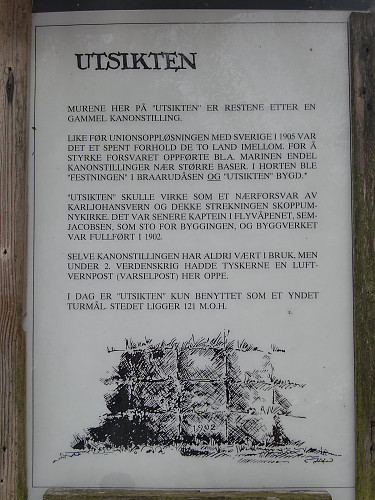 UTSIKTEN
MURENE HER PÅ "UTSIKTEN" ER RESTENE ETTER EN
GAMMEL KANONSTILLING.
LIKE FØR UNIONSOPPLØSNINGEN MED SVERIGE I 1905 VAR
DET ET SPENT FORHOLD DE TO LAND IMELLOM. FOR Å
STYRKE FORSVARET OPPFØRTE BL.A. MARINEN ENDEL
KANONSTILLINGER NÆR STØRRE BASER. I HORTEN BLE
"FESTNINGEN" I BRAARUDÅSEN OG "UTSIKTEN" BYGD."
"UTSIKTEN" SKULLE VIRKE SOM ET NÆRFORSVAR AV
KARLJOHANSVERN OG DEKKE STREKNINGEN SKOPPUM-
NYKIRKE. DET VAR SENERE KAPTEIN I FLYVÅPENET, SEM-
JACOBSEN, SOM STO FOR BYGGINGEN, OG BYGGVERKET
VAR FULLFØRT I 1902.
SELVE KANONSTILLINGEN HAR ALDRI VÆRT I BRUK, MEN
UNDER 2. VERDENSKRIG HADDE TYSKERNE EN LUFT-
VERNPOST (VARSELPOST) HER OPPE.
I DAG ER "UTSIKTEN" KUN BENYTTET SOM ET YNDET
TURMÅL. STEDET LIGGER 121 M.O.H.
1902